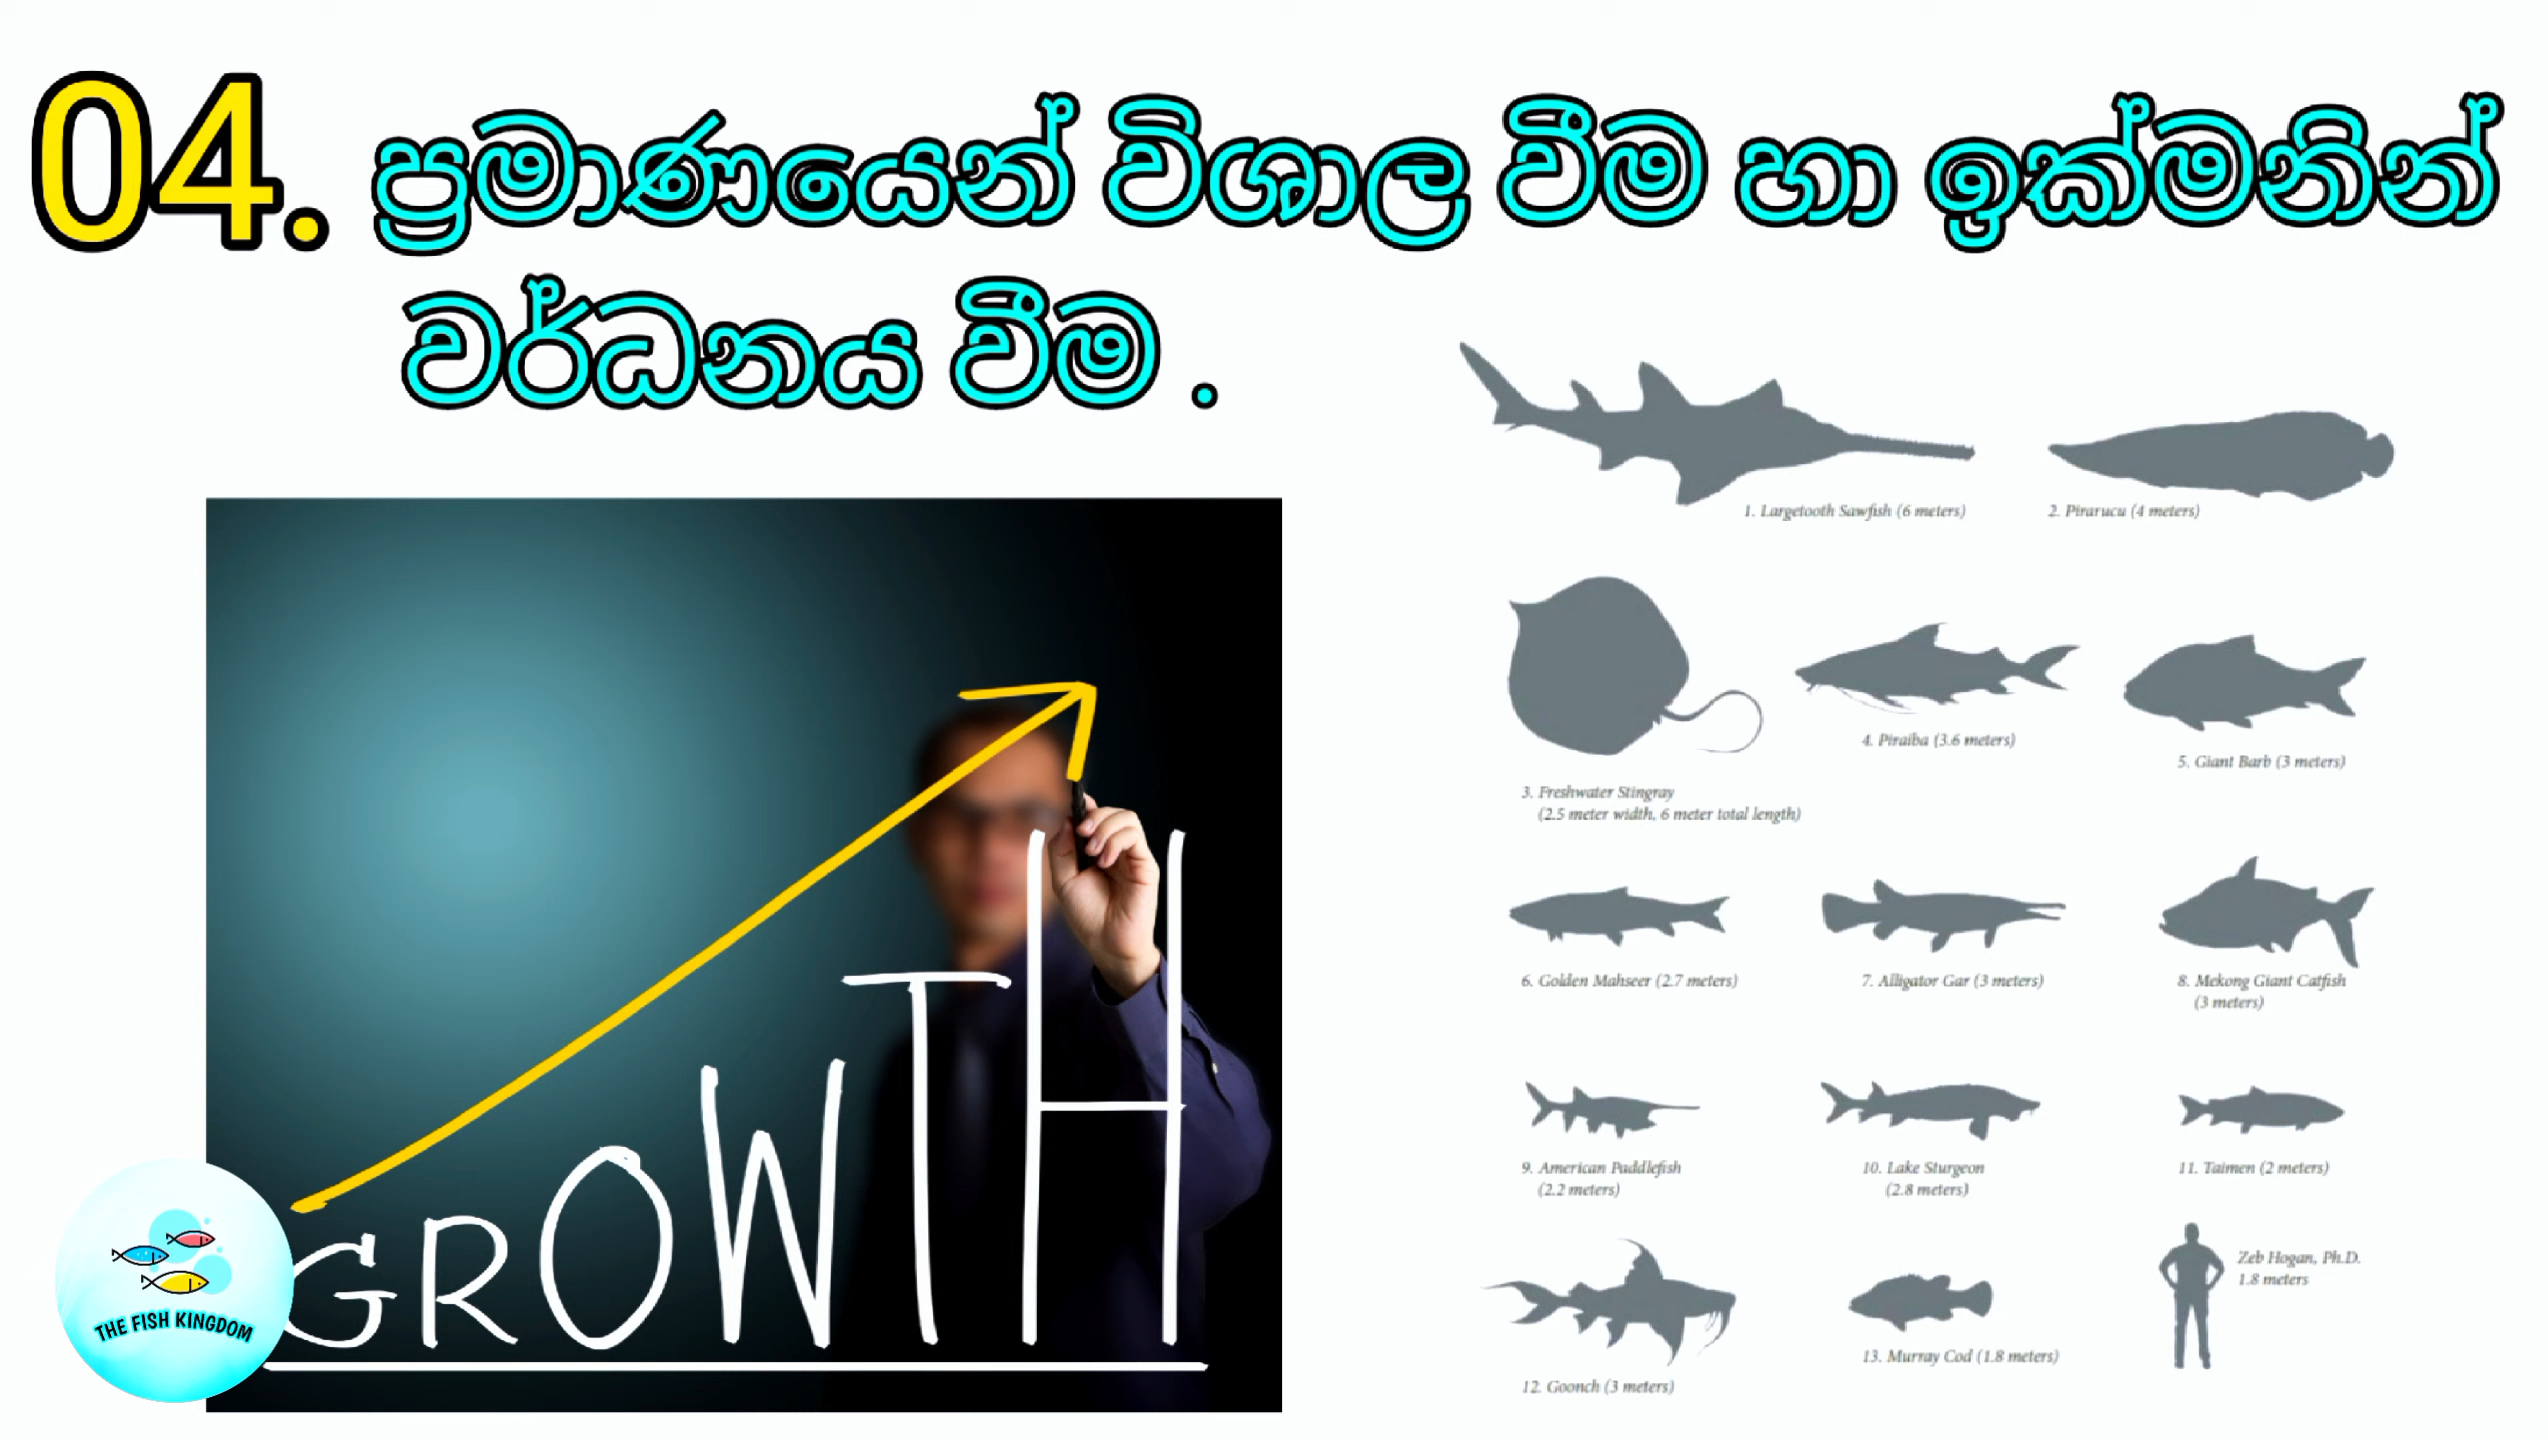 04. ප්‍රමාණයෙන් විශාල වීම හා ඉක්මනින්
වර්ධනය වීම .
1. Largetooth Sawfish (6 meters)
2. Pirarucu (4 meters)
3. Freshwater Stingray
(2.5 meter width, 6 meter total length)
4. Piraiba (3.6 meters)
5. Giant Barb (3 meters)
6. Golden Mahseer (2.7 meters)
7. Alligator Gar (3 meters)
8. Mekong Giant Catfish
(3 meters)
9. American Paddlefish
(2.2 meters)
10. Lake Sturgeon
(2.8 meters)
11. Taimen (2 meters)
12. Goonch (3 meters)
13. Murray Cod (1.8 meters)
Zeb Hogan, Ph.D.
1.8 meters
GROWTH
THE FISH KINGDOM